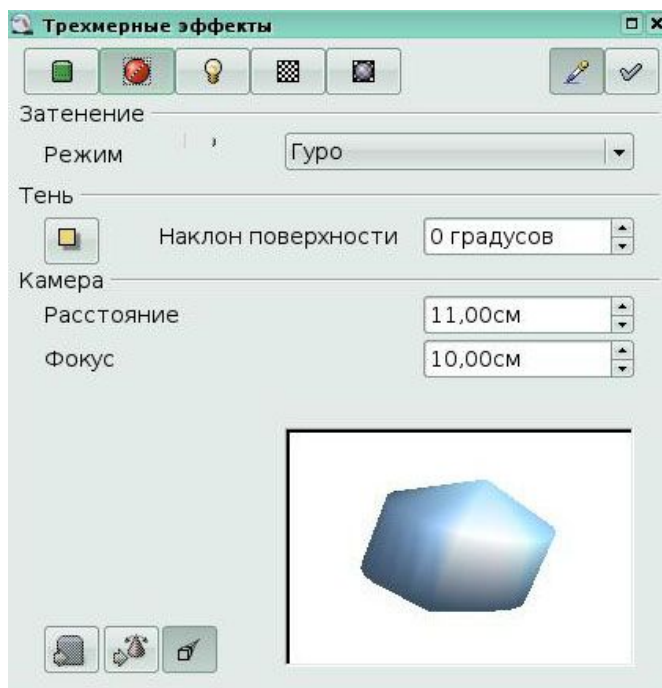 Трехмерные эффекты
Затенение
Режим Гуро
Тень
Наклон поверхности 0 градусов
Камера
Расстояние 11,00см
Фокус 10,00см